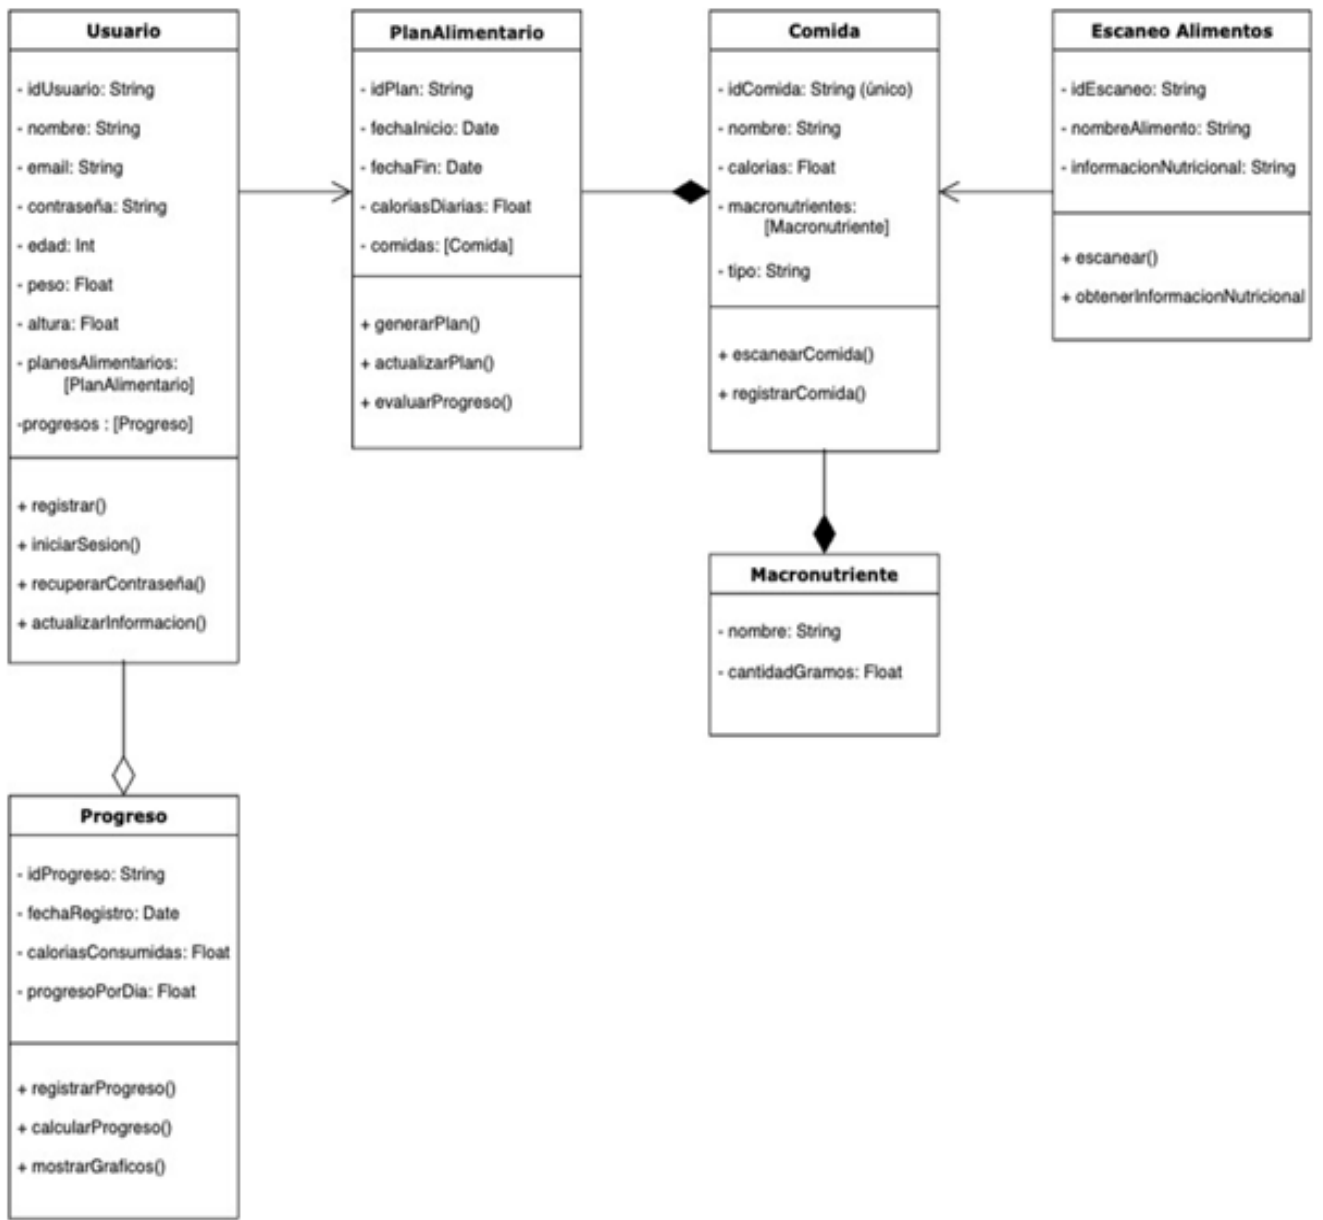 Usuario
- idUsuario: String
- nombre: String
- email: String
- contraseña: String
- edad: Int
- peso: Float
- altura: Float
- planesAlimentarios:
[PlanAlimentario]
-progresos : [Progreso]
+ registrar()
+ iniciarSesion()
+ recuperarContraseña()
+ actualizarInformacion()
PlanAlimentario
- idPlan: String
- fechaInicio: Date
- fechaFin: Date
- caloriasDiarias: Float
- comidas: [Comida]
+ generarPlan()
+ actualizarPlan()
+ evaluarProgreso()
Comida
- idComida: String (único)
- nombre: String
- calorias: Float
- macronutrientes:
[Macronutriente]
- tipo: String
+ escanearComida()
+ registrarComida()
Escaneo Alimentos
- idEscaneo: String
- nombreAlimento: String
- informacionNutricional: String
+ escanear()
+ obtenerInformacionNutricional
Macronutriente
- nombre: String
- cantidadGramos: Float
Progreso
- idProgreso: String
- fechaRegistro: Date
- caloriasConsumidas: Float
- progresoPorDia: Float
+ registrarProgreso()
+ calcularProgreso()
+ mostrarGraficos()